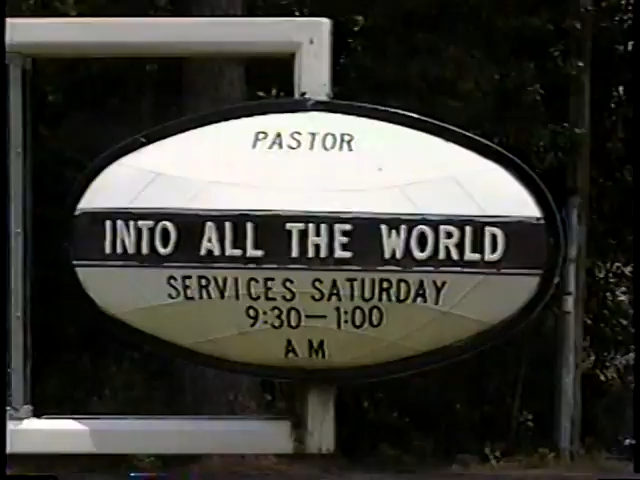 PASTOR
INTO ALL THE WORLD
SERVICES SATURDAY
9:30—1:00
AM